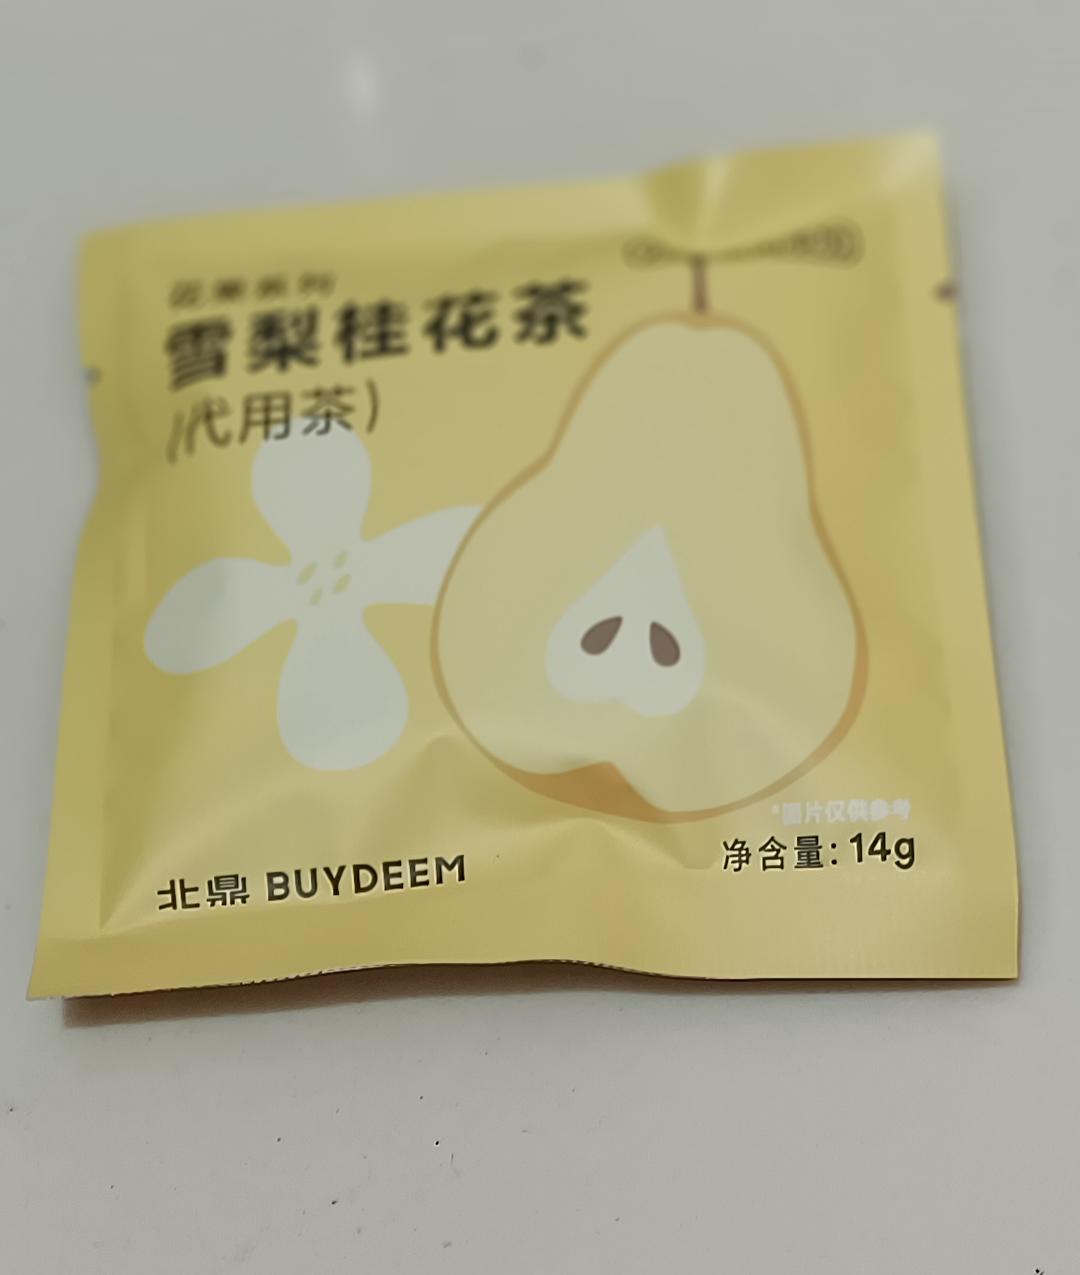 雪梨桂花茶
(代用茶)
*图片仅供参考
净含量: 14g
北鼎 BUYDEEM